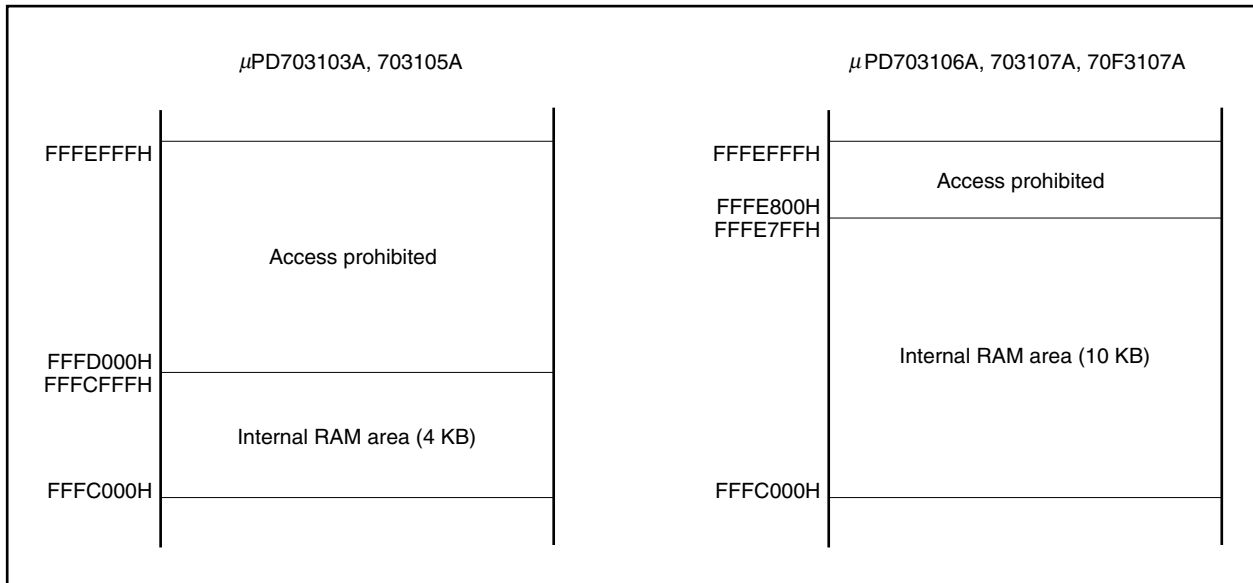 μPD703103A, 703105A
FFFEFFFH
Access prohibited
FFFD000H
FFFCFFFH
Internal RAM area (4 KB)
FFFC000H
μPD703106A, 703107A, 70F3107A
FFFEFFFH
Access prohibited
FFFE800H
FFFE7FFH
Internal RAM area (10 KB)
FFFC000H